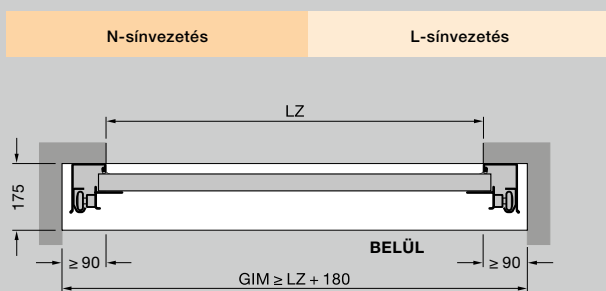 N-sínvezetés L-sínvezetés
LZ
175
BELÜL
≥ 90 ≥ 90
GIM ≥ LZ + 180